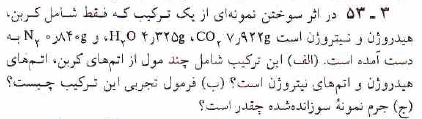 ۳ ـ ۵۳ در اثر سوختن نمونه‌ای از یک ترکیب که فقط شامل کربن،
هیدروژن و نیتروژن است ۷٫۹۲۲g CO₂، ۴٫۳۲۵g H₂O، و ۰٫۸۴۰g N₂ به
دست آمده است. (الف) این ترکیب شامل چند مول از اتم‌های کربن، اتم‌های
هیدروژن و اتم‌های نیتروژن است؟ (ب) فرمول تجربی این ترکیب چیست؟
(ج) جرم نمونهٔ سوزانده‌شده چقدر است؟